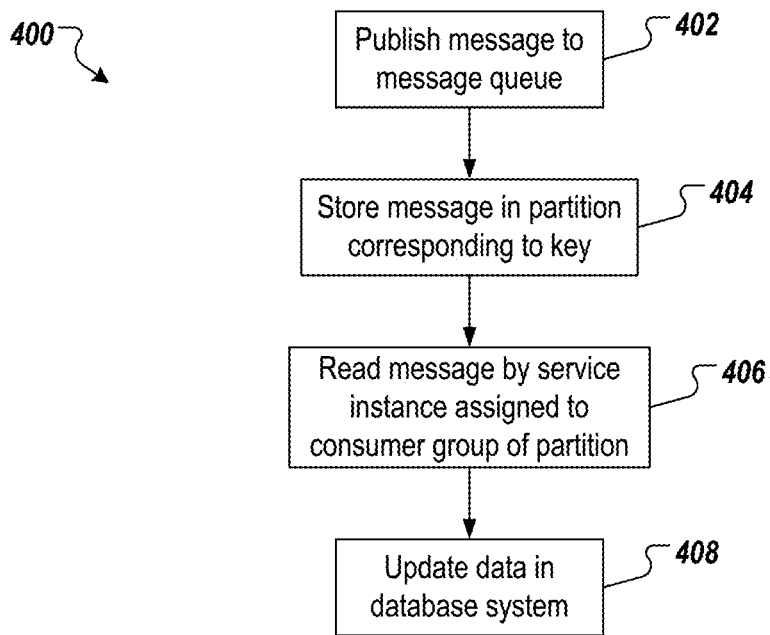 400
Publish message to
message queue
402
Store message in partition
corresponding to key
404
Read message by service
instance assigned to
consumer group of partition
406
Update data in
database system
408